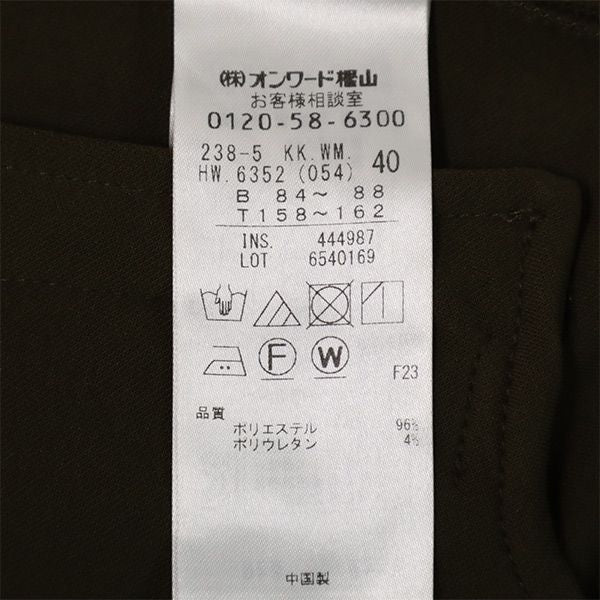 (株)オンワード樫山
お客様相談室
0120-58-6300
238-5 KK.WM. 40
HW.6352 (054)
B 84～ 88
T 158～162
INS. 444987
LOT 6540169
F W
F23
品質
ポリエステル 96%
ポリウレタン 4%
中国製